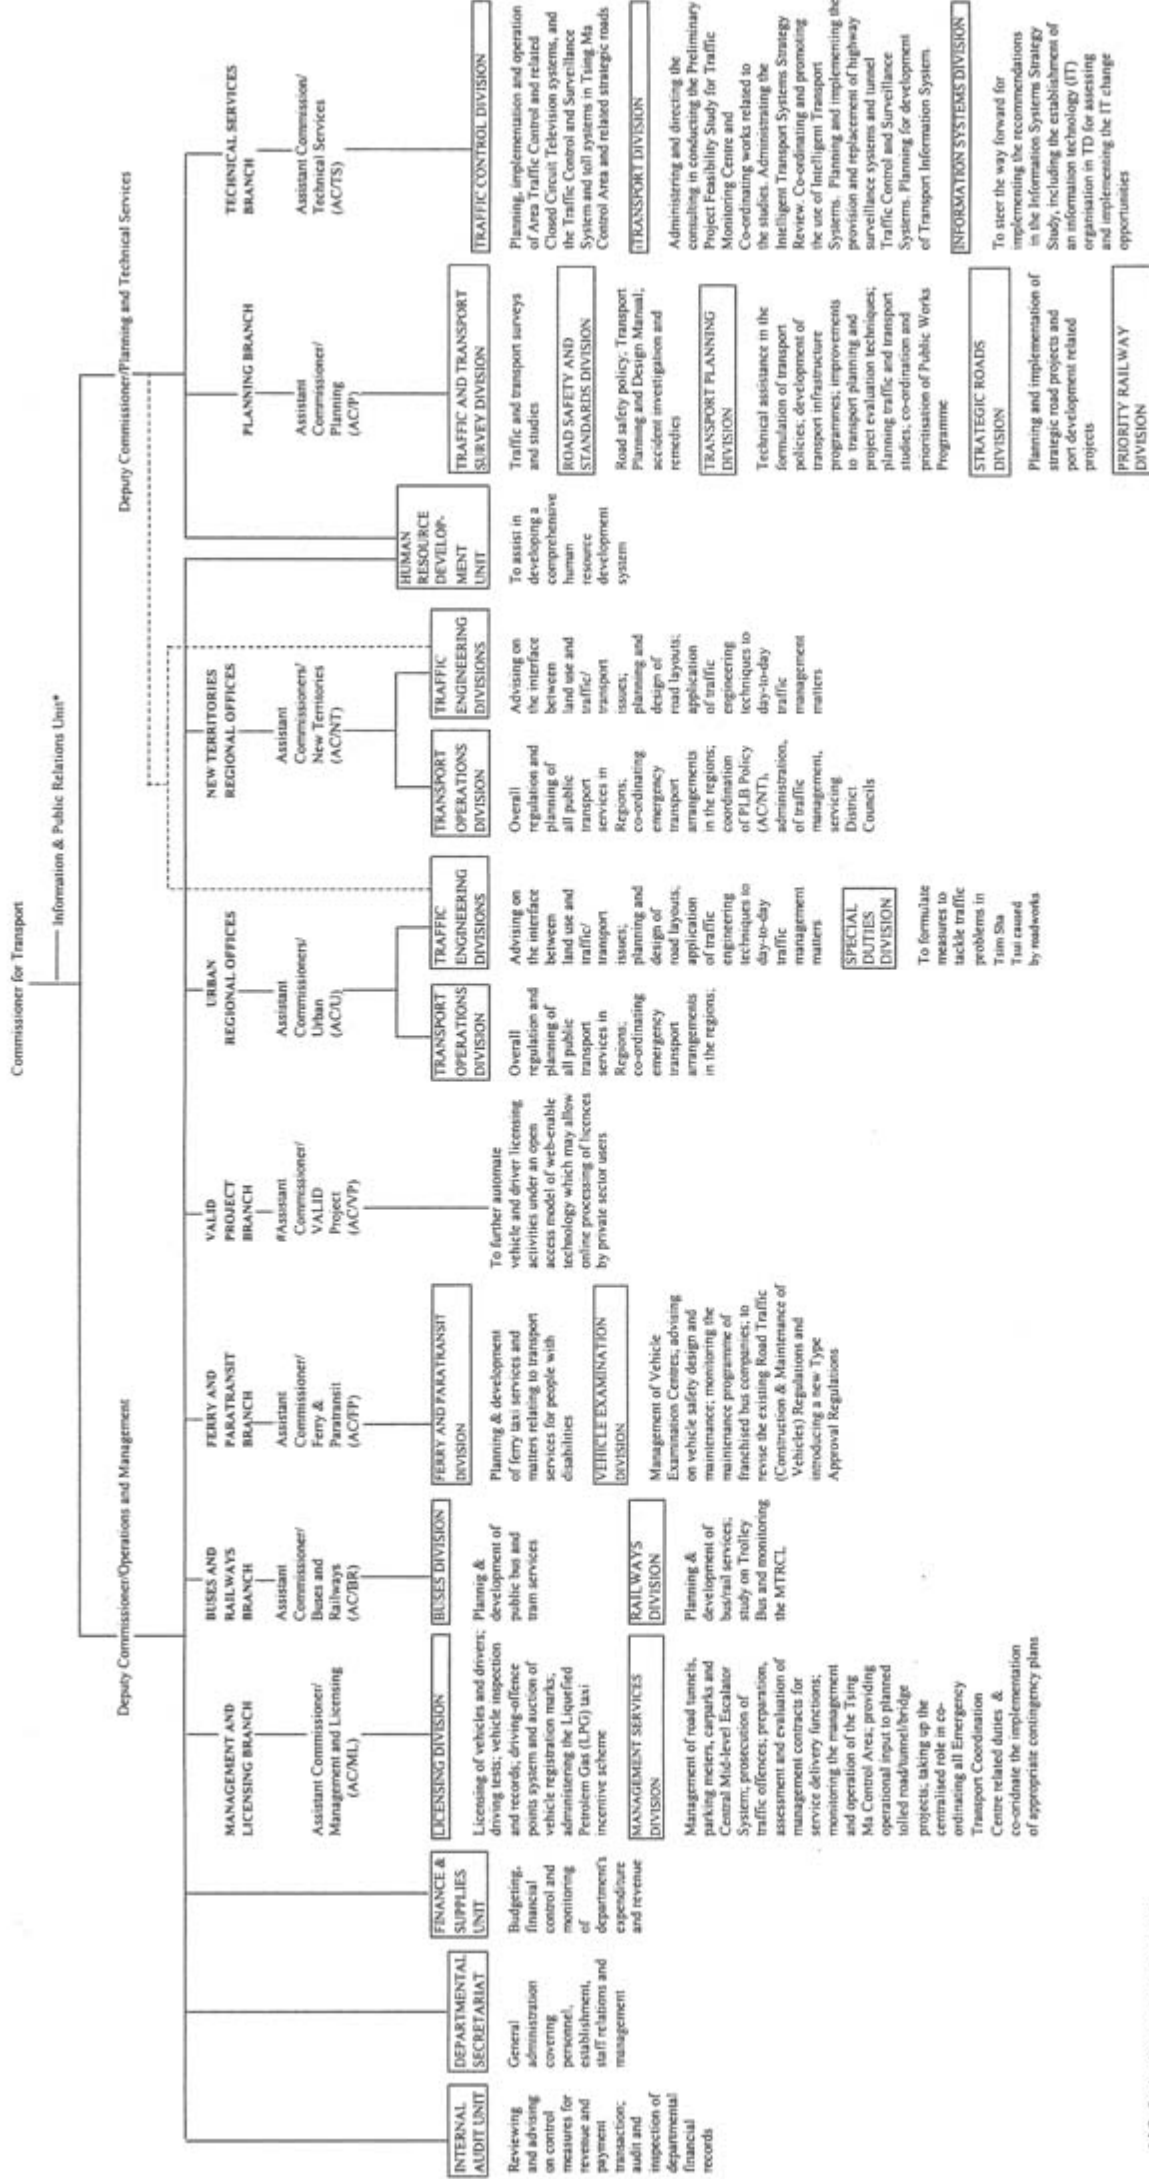 Commissioner for Transport
Information & Public Relations Unit*
Deputy Commissioner/Operations and Management
Deputy Commissioner/Planning and Technical Services
INTERNAL
AUDIT UNIT
Reviewing
and advising
on control
measures for
revenue and
payment
transaction;
audit and
inspection of
departmental
financial
records
DEPARTMENTAL
SECRETARIAT
General
administration
covering
personnel,
establishment,
staff relations and
management
FINANCE &
SUPPLIES
UNIT
Budgeting,
financial
control and
monitoring
of
department's
expenditure
and revenue
MANAGEMENT AND
LICENSING BRANCH
Assistant Commissioner/
Management and Licensing
(AC/ML)
LICENSING DIVISION
Licensing of vehicles and drivers;
driving tests; vehicle inspection
and records; driving-offence
points system and auction of
vehicle registration marks;
administering the Liquefied
Petrolem Gas (LPG) taxi
incentive scheme
MANAGEMENT SERVICES
DIVISION
Management of road tunnels,
parking meters, carparks and
Central Mid-level Escalator
System; prosecution of
traffic offences; preparation,
assessment and evaluation of
management contracts for
service delivery functions;
monitoring the management
and operation of the Tsing
Ma Control Area; providing
operational input to planned
tolled road/tunnel/bridge
projects; taking up the
centralised role in co-
ordinating all Emergency
Transport Coordination
Centre related duties &
co-oridinate the implementation
of appropriate contingency plans
BUSES AND
RAILWAYS
BRANCH
Assistant
Commissioner/
Buses and
Railways
(AC/BR)
BUSES DIVISION
Plannig &
development of
public bus and
tram services
RAILWAYS
DIVISION
Planning &
development of
bus/rail services;
study on Trolley
Bus and monitoring
the MTRCL
FERRY AND
PARATRANSIT
BRANCH
Assistant
Commissioner/
Ferry &
Paratransit
(AC/FP)
FERRY AND PARATRANSIT
DIVISION
Planning & development
of ferry taxi services and
matters relating to transport
services for people with
disabilities
VEHICLE EXAMINATION
DIVISION
Management of Vehicle
Examination Centres; advising
on vehicle safety design and
maintenance; monitoring the
maintenance programme of
franchised bus companies; to
revise the existing Road Traffic
(Construction & Maintenance of
Vehicles) Regulations and
introducing a new Type
Approval Regulations
VALID
PROJECT
BRANCH
#Assistant
Commissioner/
VALID
Project
(AC/VP)
To further automate
vehicle and driver licensing
activities under an open
access model of web-enable
technology which may allow
online processing of licences
by private sector users
URBAN
REGIONAL OFFICES
Assistant
Commissioners/
Urban
(AC/U)
TRANSPORT
OPERATIONS
DIVISION
Overall
regulation and
planning of
all public
transport
services in
Regions;
co-ordinating
emergency
transport
arrangements
in the regions;
TRAFFIC
ENGINEERING
DIVISIONS
Advising on
the interface
between
land use and
traffic/
transport
issues;
planning and
design of
road layouts;
application
of traffic
engineering
techniques to
day-to-day
traffic
management
matters
SPECIAL
DUTIES
DIVISION
To formulate
measures to
tackle traffic
problems in
Tsim Sha
Tsui caused
by roadworks
NEW TERRITORIES
REGIONAL OFFICES
Assistant
Commissioners/
New Territories
(AC/NT)
TRANSPORT
OPERATIONS
DIVISION
Overall
regulation and
planning of
all public
transport
services in
Regions;
co-ordinating
emergency
transport
arrangements
in the regions;
coordination
of PLB Policy
(AC/NT),
administration,
of traffic
management,
servicing
District
Councils
TRAFFIC
ENGINEERING
DIVISIONS
Advising on
the interface
between
land use and
traffic/
transport
issues;
planning and
design of
road layouts;
application
of traffic
engineering
techniques to
day-to-day
traffic
management
matters
HUMAN
RESOURCE
DEVELOP-
MENT
UNIT
To assist in
developing a
comprehensive
human
resource
development
system
PLANNING BRANCH
Assistant
Commissioner/
Planning
(AC/P)
TRAFFIC AND TRANSPORT
SURVEY DIVISION
Traffic and transport surveys
and studies
ROAD SAFETY AND
STANDARDS DIVISION
Road safety policy, Transport
Planning and Design Manual;
accident investigation and
remedies
TRANSPORT PLANNING
DIVISION
Technical assistance in the
formulation of transport
policies; development of
transport infrastructure
programmes; improvements
to transport planning and
project evaluation techniques;
planning traffic and transport
studies; co-ordination and
prioritisation of Public Works
Programme
STRATEGIC ROADS
DIVISION
Planning and implementation of
strategic road projects and
port development related
projects
PRIORITY RAILWAY
DIVISION
TECHNICAL SERVICES
BRANCH
Assistant Commission/
Technical Services
(AC/TS)
TRAFFIC CONTROL DIVISION
Planning, implementation and operation
of Area Traffic Control and related
Closed Circuit Television systems, and
the Traffic Control and Surveillance
System and toll systems in Tsing Ma
Control Area and related strategic roads
iTRANSPORT DIVISION
Administering and directing the
consulting in conducting the Preliminary
Project Feasibility Study for Traffic
Monitoring Centre and
Co-ordinating works related to
the studies. Administrating the
Intelligent Transport Systems Strategy
Review. Co-ordinating and promoting
the use of Intelligent Transport
Systems. Planning and implementing the
provision and replacement of highway
surveillance systems and tunnel
Traffic Control and Surveillance
Systems. Planning for development
of Transport Information System.
INFORMATION SYSTEMS DIVISION
To steer the way forward for
implementing the recommendations
in the Information Systems Strategy
Study, including the establishment of
an information technology (IT)
organisation in TD for assessing
and implementing the IT change
opportunities